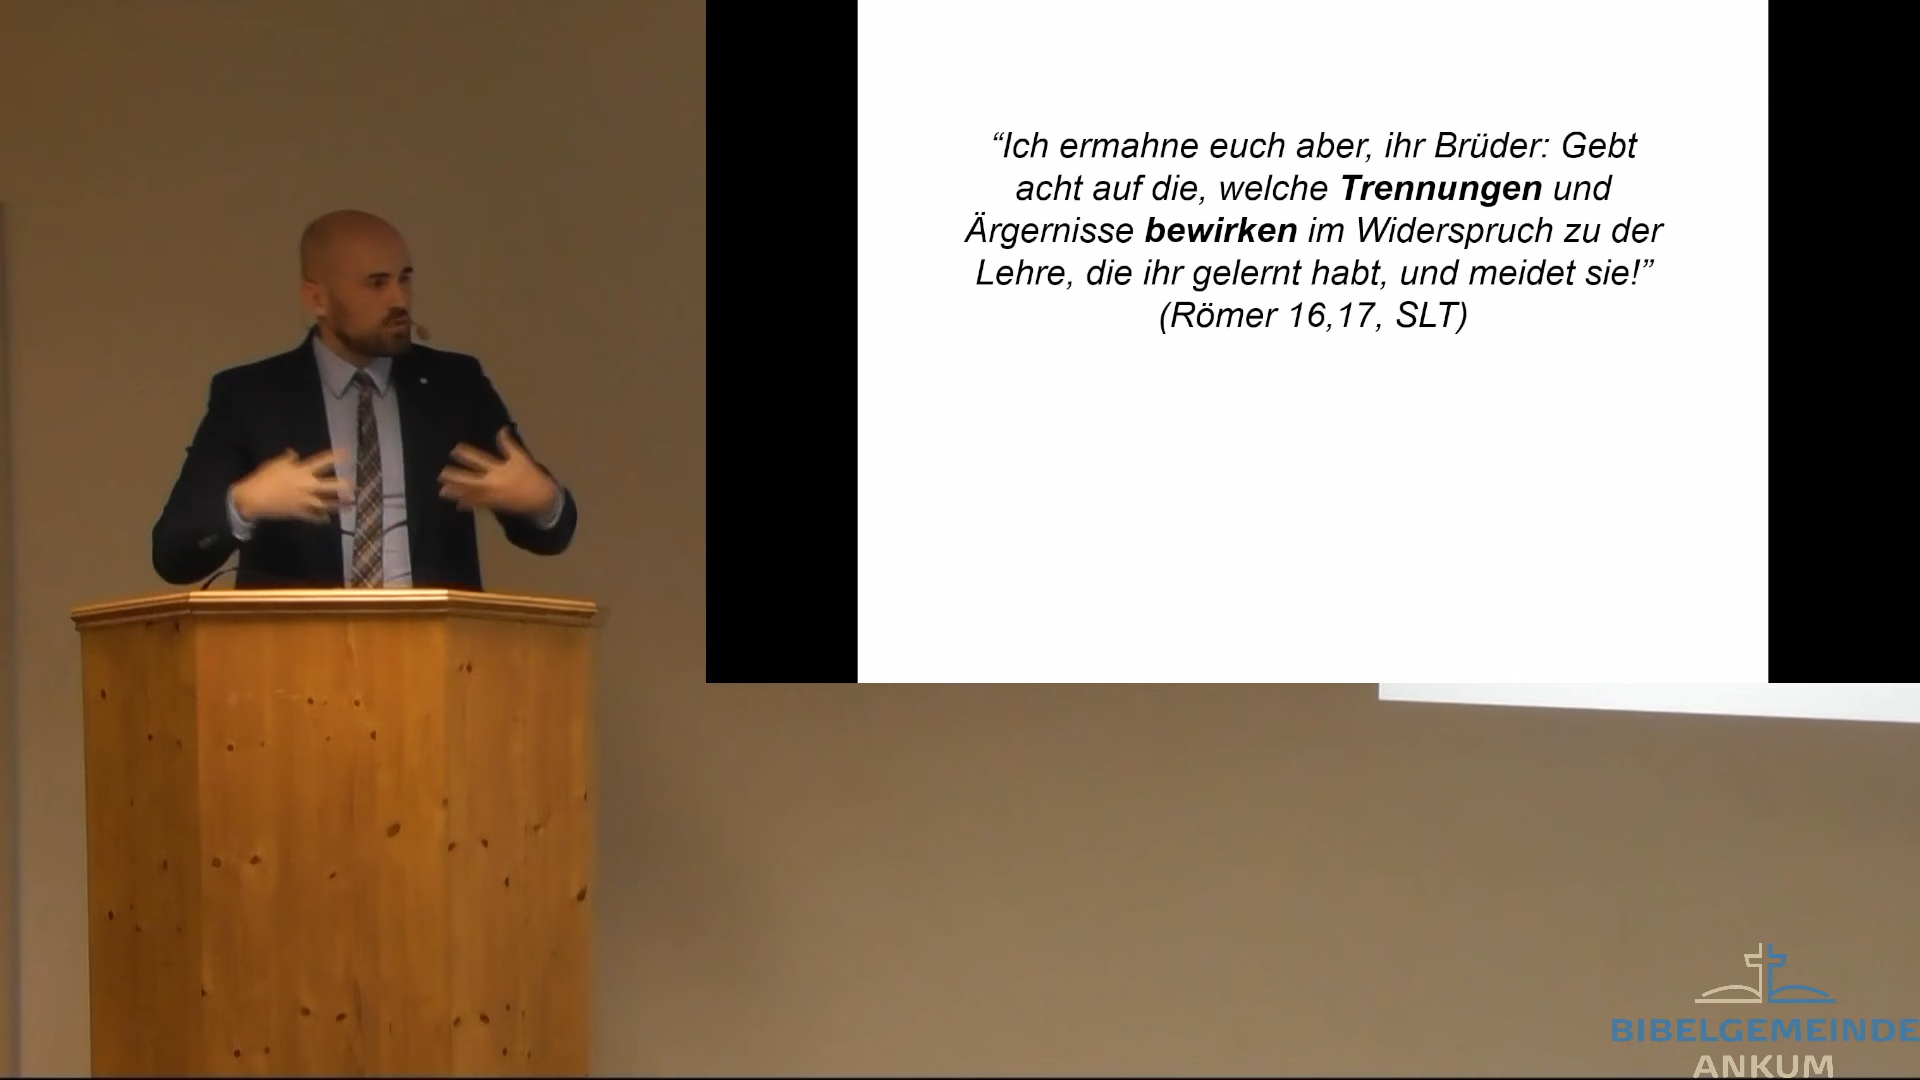 “Ich ermahne euch aber, ihr Brüder: Gebt
acht auf die, welche Trennungen und
Ärgernisse bewirken im Widerspruch zu der
Lehre, die ihr gelernt habt, und meidet sie!”
(Römer 16,17, SLT)
BIBELGEMEINDE
ANKUM